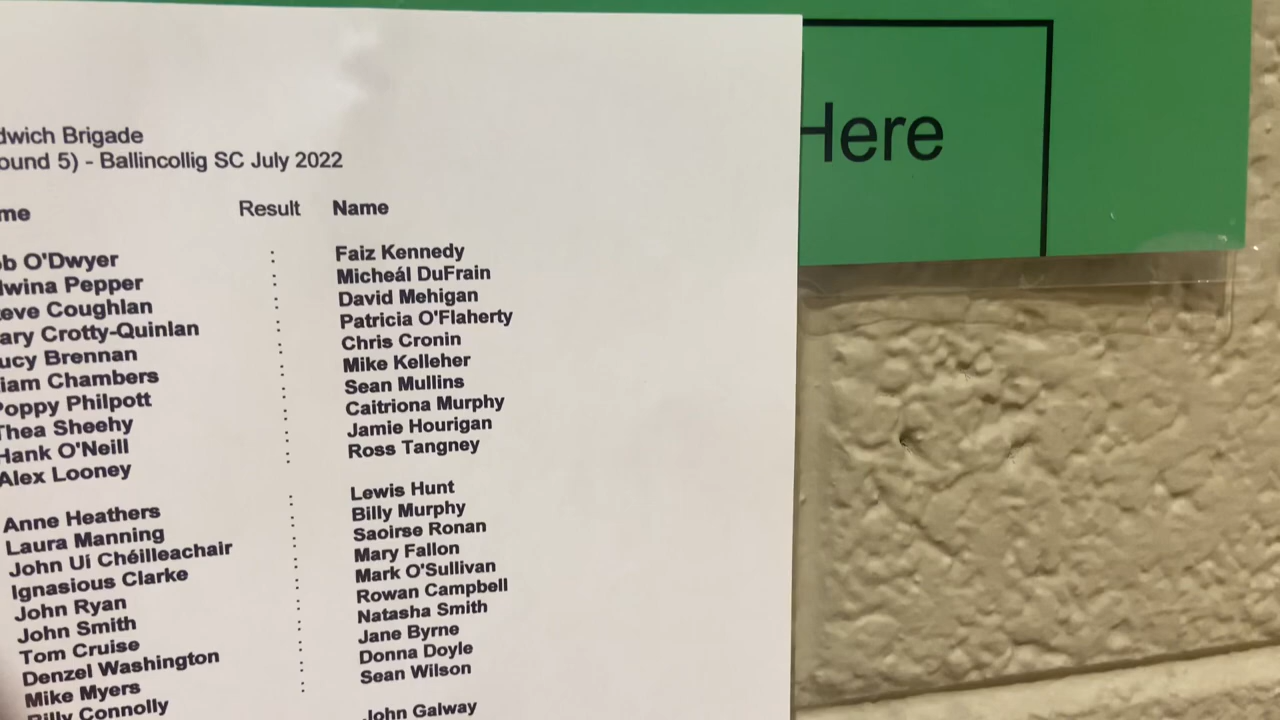 dwich Brigade
ound 5) - Ballincollig SC July 2022
me Result Name
b O'Dwyer : Faiz Kennedy
wina Pepper : Micheál DuFrain
eve Coughlan : David Mehigan
ary Crotty-Quinlan : Patricia O'Flaherty
ucy Brennan : Chris Cronin
iam Chambers : Mike Kelleher
Poppy Philpott : Sean Mullins
Thea Sheehy : Caitriona Murphy
Hank O'Neill : Jamie Hourigan
Alex Looney : Ross Tangney
Anne Heathers : Lewis Hunt
Laura Manning : Billy Murphy
John Uí Chéilleachair : Saoirse Ronan
Ignasious Clarke : Mary Fallon
John Ryan : Mark O'Sullivan
John Smith : Rowan Campbell
Tom Cruise : Natasha Smith
Denzel Washington : Jane Byrne
Mike Myers : Donna Doyle
Billy Connolly : Sean Wilson
John Galway
Here